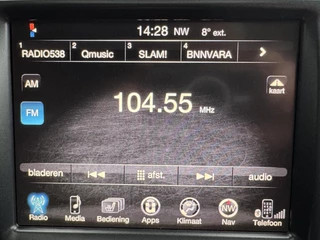 14:28 NW 8° ext.
1 RADIO538 2 Qmusic 3 SLAM! 4 BNNVARA
AM
kaart
FM
104.55 MHz
bladeren afst. audio
NW
Radio Media Bediening Apps Klimaat Nav Telefoon